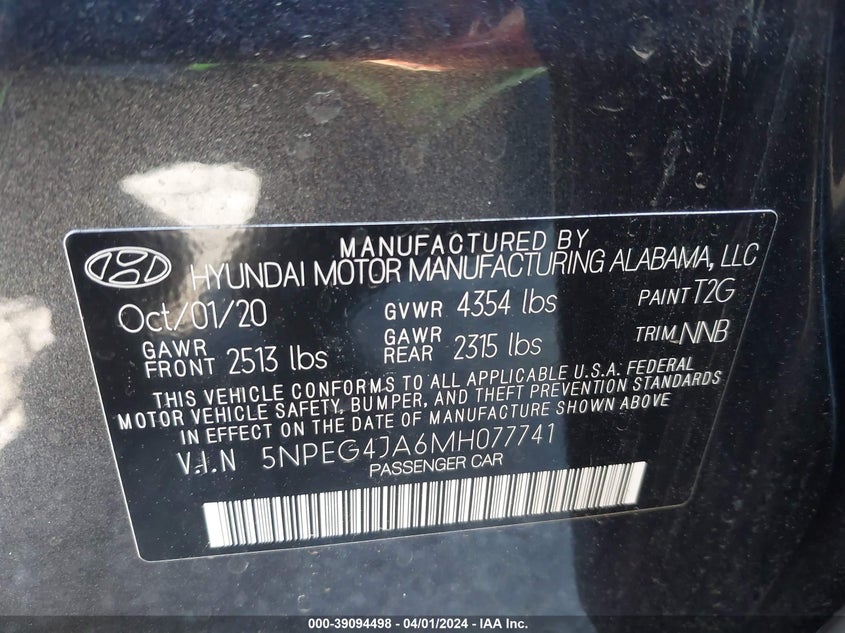 MANUFACTURED BY
HYUNDAI MOTOR MANUFACTURING ALABAMA, LLC
Oct/01/20 GVWR 4354 lbs PAINT T2G
GAWR FRONT 2513 lbs GAWR REAR 2315 lbs TRIM NNB
THIS VEHICLE CONFORMS TO ALL APPLICABLE U.S.A. FEDERAL
MOTOR VEHICLE SAFETY, BUMPER, AND THEFT PREVENTION STANDARDS
IN EFFECT ON THE DATE OF MANUFACTURE SHOWN ABOVE
V.I.N 5NPEG4JA6MH077741
PASSENGER CAR
000-39094498 - 04/01/2024 - IAA Inc.